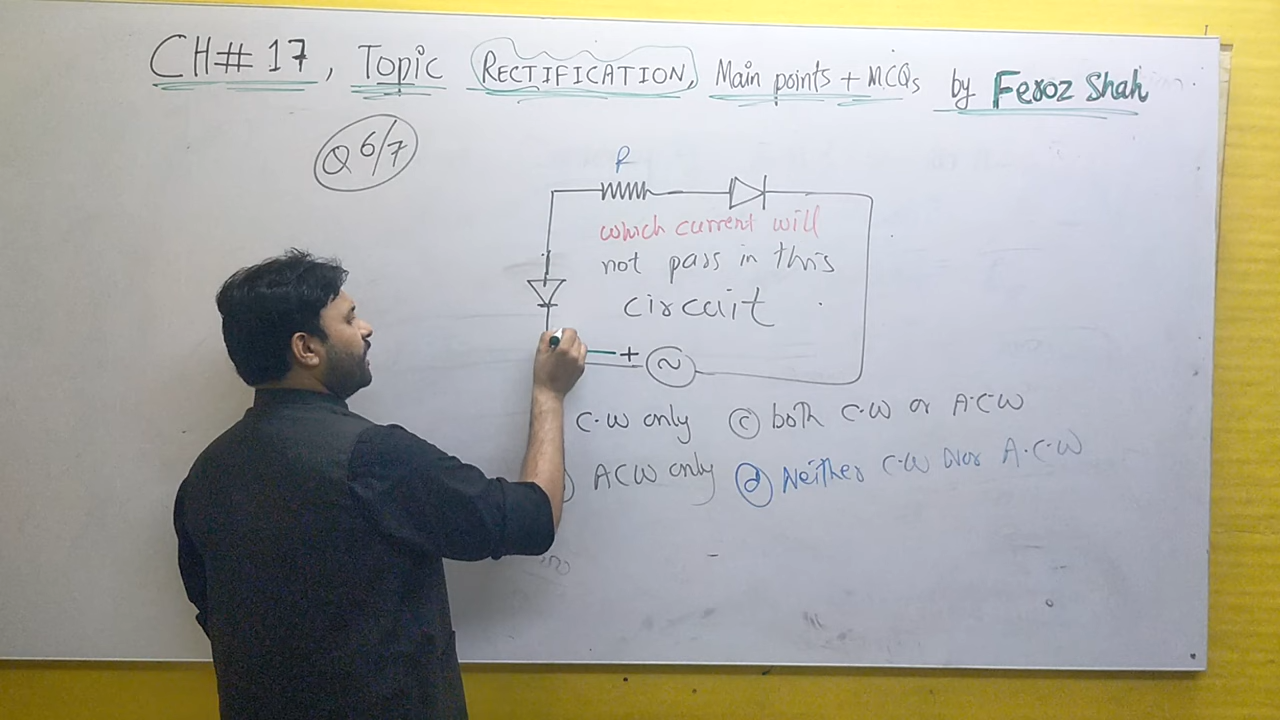 CH# 17, Topic RECTIFICATION, Main points + MCQs by Feroz Shah
Q 6/7
R
which current will
not pass in this
circuit
+ ~
C.W only (c) both C.W or A.C.W
ACW only (d) Neither C.W Nor A.C.W